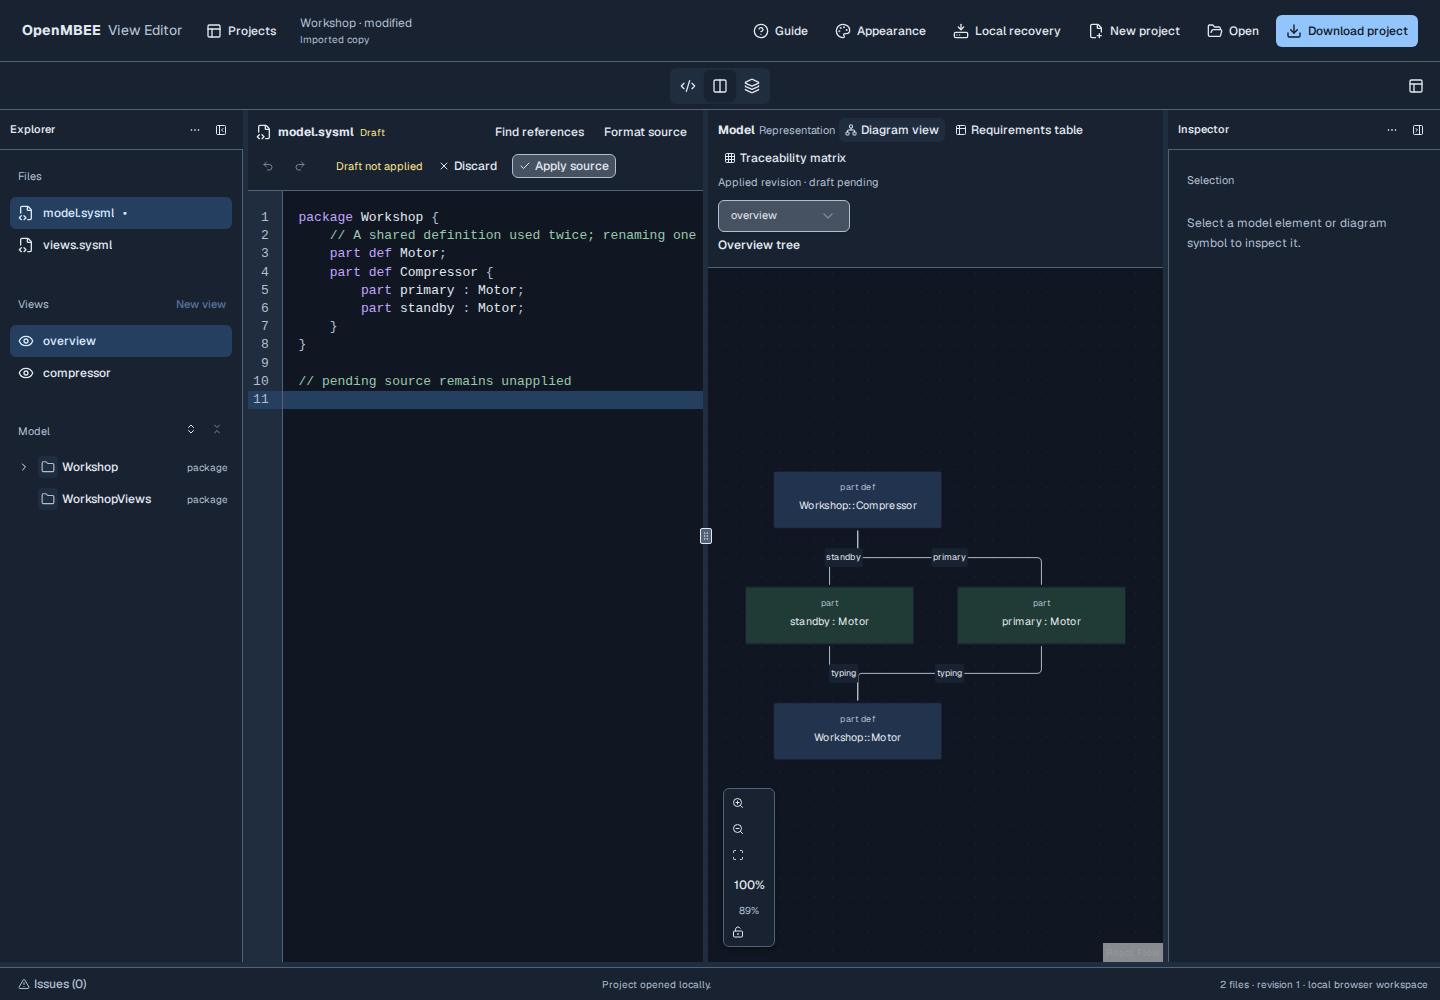 OpenMBEE View Editor
Projects
Workshop · modified
Imported copy
Guide
Appearance
Local recovery
New project
Open
Download project
Explorer
Files
model.sysml •
views.sysml
Views
New view
overview
compressor
Model
Workshop package
WorkshopViews package
model.sysml Draft
Find references
Format source
Draft not applied
Discard
Apply source
1 package Workshop {
2 // A shared definition used twice; renaming one
3 part def Motor;
4 part def Compressor {
5 part primary : Motor;
6 part standby : Motor;
7 }
8 }
9
10 // pending source remains unapplied
11
Model Representation
Diagram view
Requirements table
Traceability matrix
Applied revision · draft pending
overview
Overview tree
part def
Workshop::Compressor
standby
primary
part
standby : Motor
part
primary : Motor
typing
typing
part def
Workshop::Motor
100%
89%
Inspector
Selection
Select a model element or diagram
symbol to inspect it.
Issues (0)
Project opened locally.
2 files · revision 1 · local browser workspace